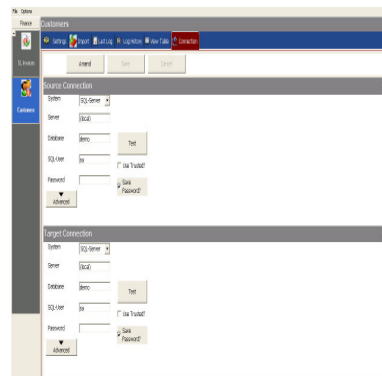 File Options
Finance
Customers
Settings Import Last Log Log History View Table Connection
SL Invoices
Customers
Amend Save Cancel
Source Connection
System SQL-Server
Server (local)
Database demo
Test
SQL-User sa
Use Trusted?
Password
Save Password?
Advanced
Target Connection
System SQL-Server
Server (local)
Database demo
Test
SQL-User sa
Use Trusted?
Password
Save Password?
Advanced